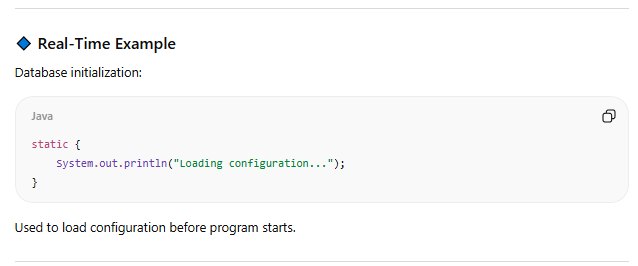 Real-Time Example
Database initialization:
Java
static {
    System.out.println("Loading configuration...");
}
Used to load configuration before program starts.